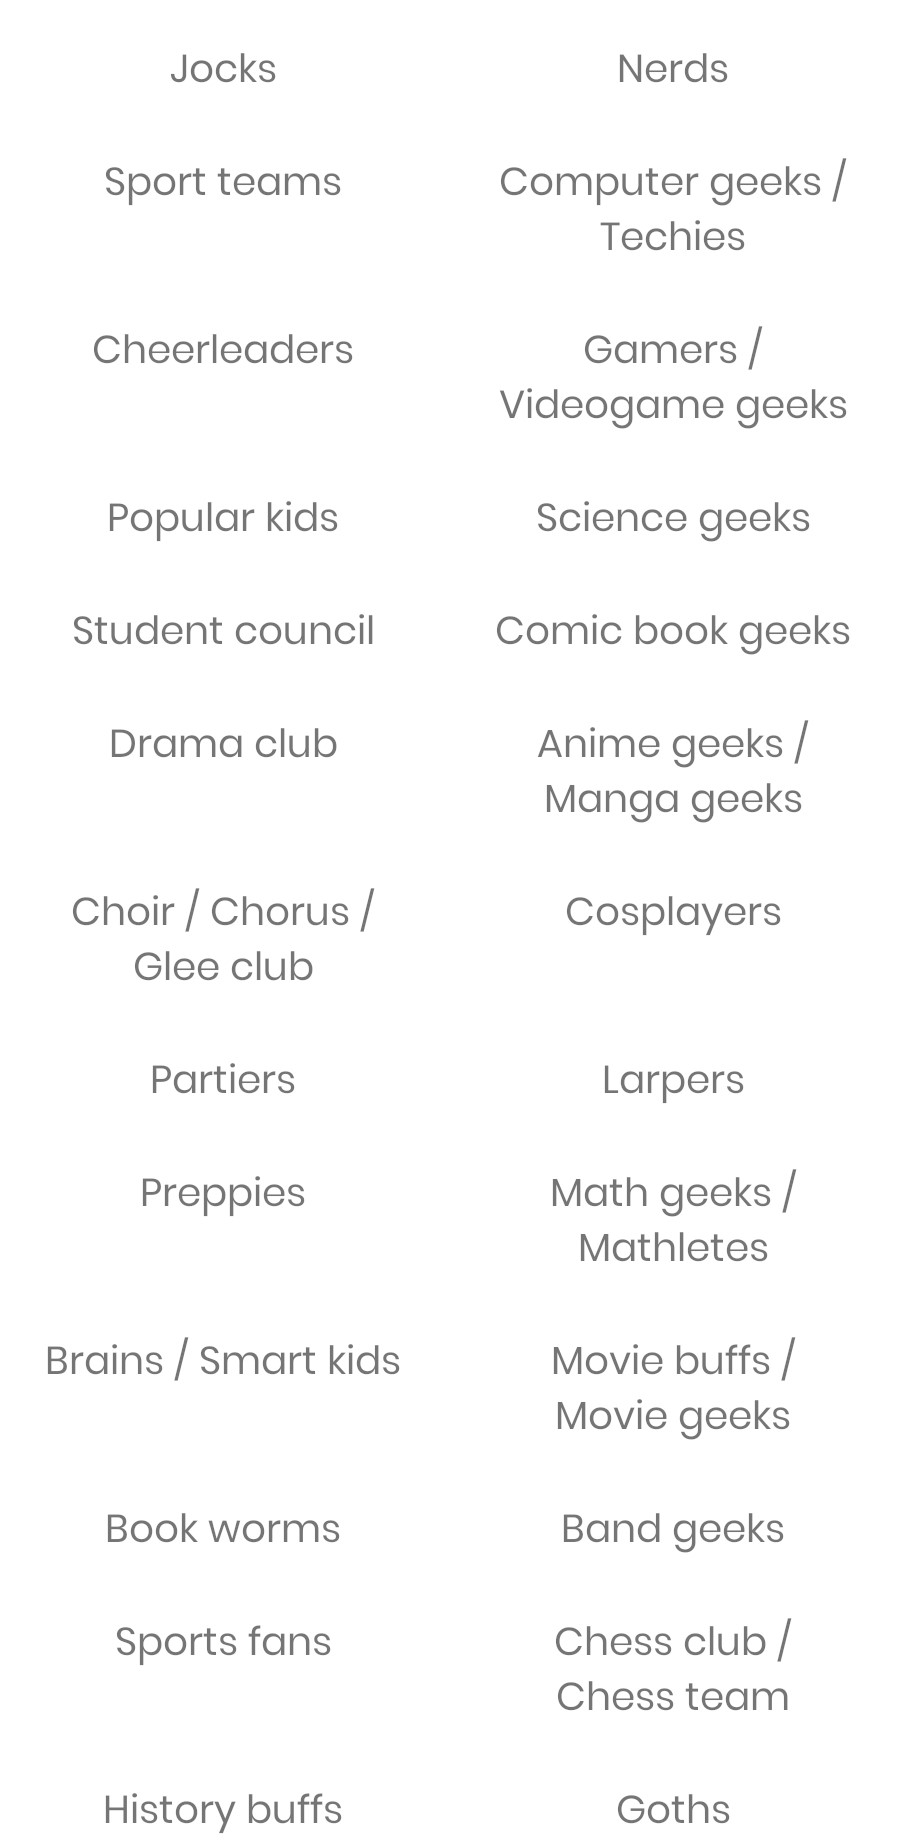 Jocks
Nerds
Sport teams
Computer geeks /
Techies
Cheerleaders
Gamers /
Videogame geeks
Popular kids
Science geeks
Student council
Comic book geeks
Drama club
Anime geeks /
Manga geeks
Choir / Chorus /
Glee club
Cosplayers
Partiers
Larpers
Preppies
Math geeks /
Mathletes
Brains / Smart kids
Movie buffs /
Movie geeks
Book worms
Band geeks
Sports fans
Chess club /
Chess team
History buffs
Goths